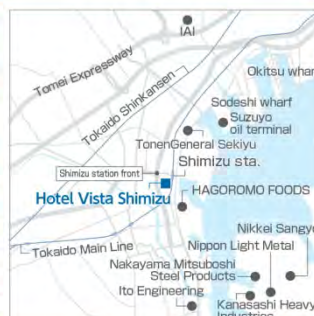 IAI
Tomei Expressway
Okitsu whar
Tokaido Shinkansen
Sodeshi wharf
Suzuyo
oil terminal
TonenGeneral Sekiyu
Shimizu sta.
Shimizu station front
Hotel Vista Shimizu
HAGOROMO FOODS
Nikkei Sangy
Tokaido Main Line
Nippon Light Metal
Nakayama Mitsuboshi
Steel Products
Ito Engineering
Kanasashi Heavy
Industries